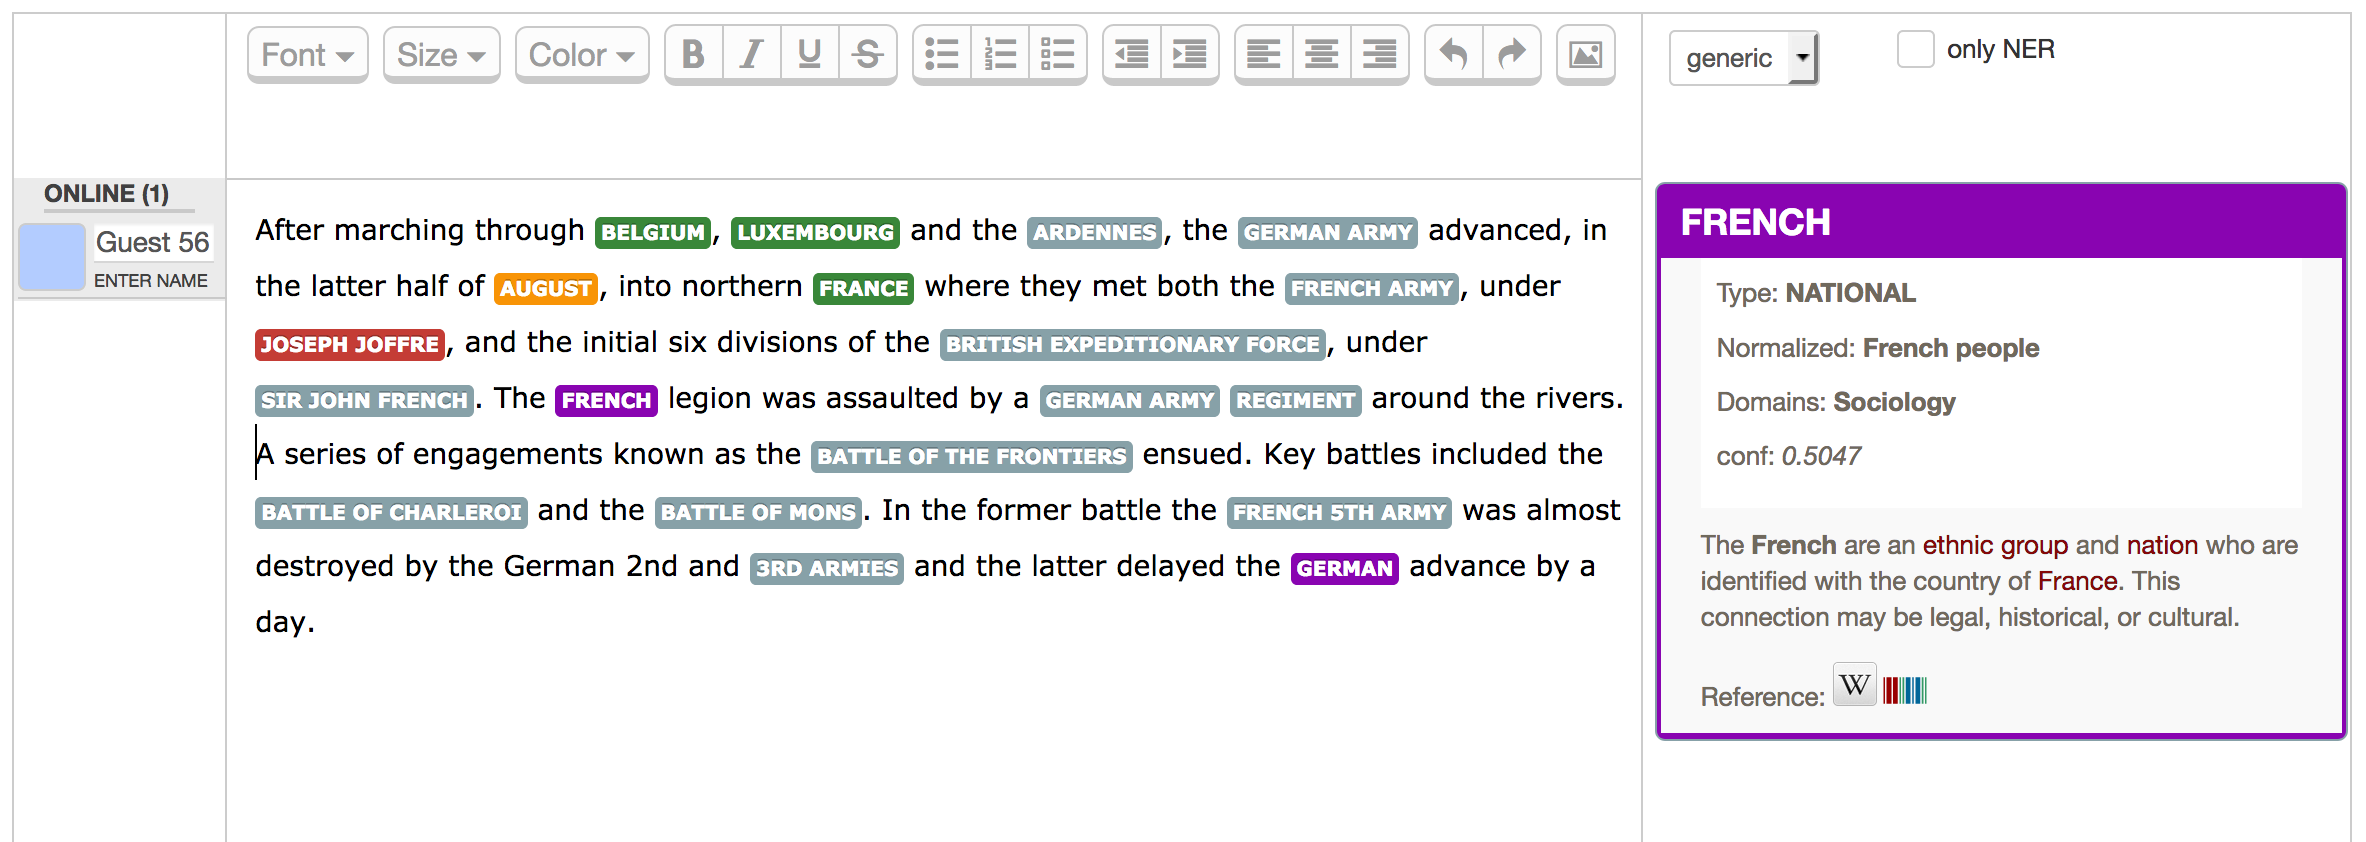 Font Size Color B I U S generic only NER
ONLINE (1)
Guest 56
ENTER NAME
After marching through BELGIUM, LUXEMBOURG and the ARDENNES, the GERMAN ARMY advanced, in
the latter half of AUGUST, into northern FRANCE where they met both the FRENCH ARMY, under
JOSEPH JOFFRE, and the initial six divisions of the BRITISH EXPEDITIONARY FORCE, under
SIR JOHN FRENCH. The FRENCH legion was assaulted by a GERMAN ARMY REGIMENT around the rivers.
A series of engagements known as the BATTLE OF THE FRONTIERS ensued. Key battles included the
BATTLE OF CHARLEROI and the BATTLE OF MONS. In the former battle the FRENCH 5TH ARMY was almost
destroyed by the German 2nd and 3RD ARMIES and the latter delayed the GERMAN advance by a
day.
FRENCH
Type: NATIONAL
Normalized: French people
Domains: Sociology
conf: 0.5047
The French are an ethnic group and nation who are
identified with the country of France. This
connection may be legal, historical, or cultural.
Reference: W